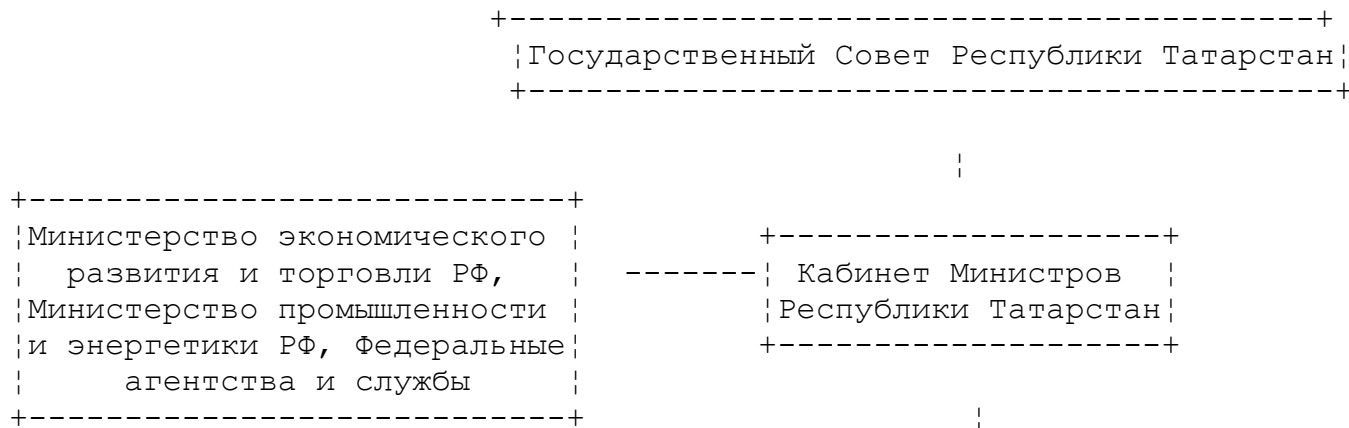 Государственный Совет Республики Татарстан
Министерство экономического
развития и торговли РФ,
Министерство промышленности
и энергетики РФ, Федеральные
агентства и службы
Кабинет Министров
Республики Татарстан